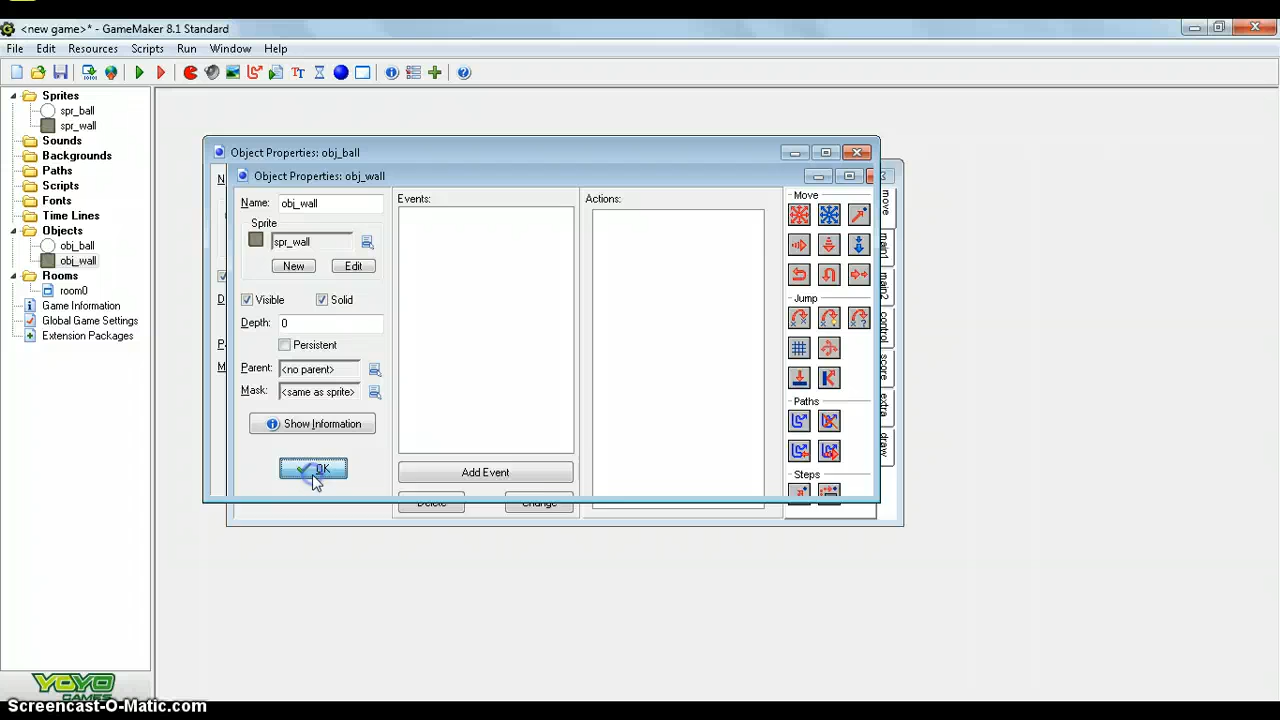 <new game>* - GameMaker 8.1 Standard
File Edit Resources Scripts Run Window Help
Sprites
spr_ball
spr_wall
Sounds
Backgrounds
Paths
Scripts
Fonts
Time Lines
Objects
obj_ball
obj_wall
Rooms
room0
Game Information
Global Game Settings
Extension Packages
Object Properties: obj_ball
Object Properties: obj_wall
Name: obj_wall
Sprite
spr_wall
New Edit
Visible Solid
Depth: 0
Persistent
Parent: <no parent>
Mask: <same as sprite>
Show Information
OK
Events:
Add Event
Delete Change
Actions:
Move
Jump
Paths
Steps
move
main1
main2
control
score
extra
draw
YOYO
GAMES
Screencast-O-Matic.com